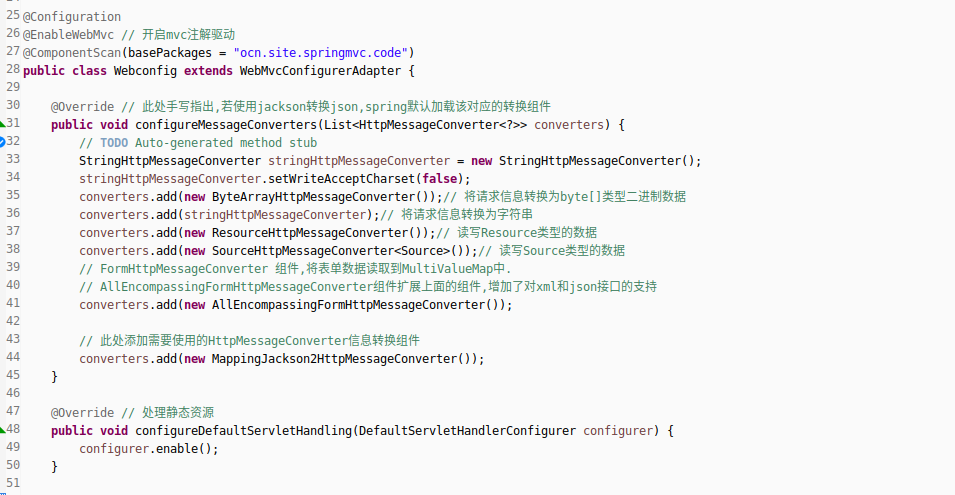 25 @Configuration
26 @EnableWebMvc // 开启mvc注解驱动
27 @ComponentScan(basePackages = "ocn.site.springmvc.code")
28 public class Webconfig extends WebMvcConfigurerAdapter {
29
30 @Override // 此处手写指出,若使用jackson转换json,spring默认加载该对应的转换组件
31 public void configureMessageConverters(List<HttpMessageConverter<?>> converters) {
32 // TODO Auto-generated method stub
33 StringHttpMessageConverter stringHttpMessageConverter = new StringHttpMessageConverter();
34 stringHttpMessageConverter.setWriteAcceptCharset(false);
35 converters.add(new ByteArrayHttpMessageConverter());// 将请求信息转换为byte[]类型二进制数据
36 converters.add(stringHttpMessageConverter);// 将请求信息转换为字符串
37 converters.add(new ResourceHttpMessageConverter());// 读写Resource类型的数据
38 converters.add(new SourceHttpMessageConverter<Source>());// 读写Source类型的数据
39 // FormHttpMessageConverter 组件,将表单数据读取到MultiValueMap中.
40 // AllEncompassingFormHttpMessageConverter组件扩展上面的组件,增加了对xml和json接口的支持
41 converters.add(new AllEncompassingFormHttpMessageConverter());
42
43 // 此处添加需要使用的HttpMessageConverter信息转换组件
44 converters.add(new MappingJackson2HttpMessageConverter());
45 }
46
47 @Override // 处理静态资源
48 public void configureDefaultServletHandling(DefaultServletHandlerConfigurer configurer) {
49 configurer.enable();
50 }
51